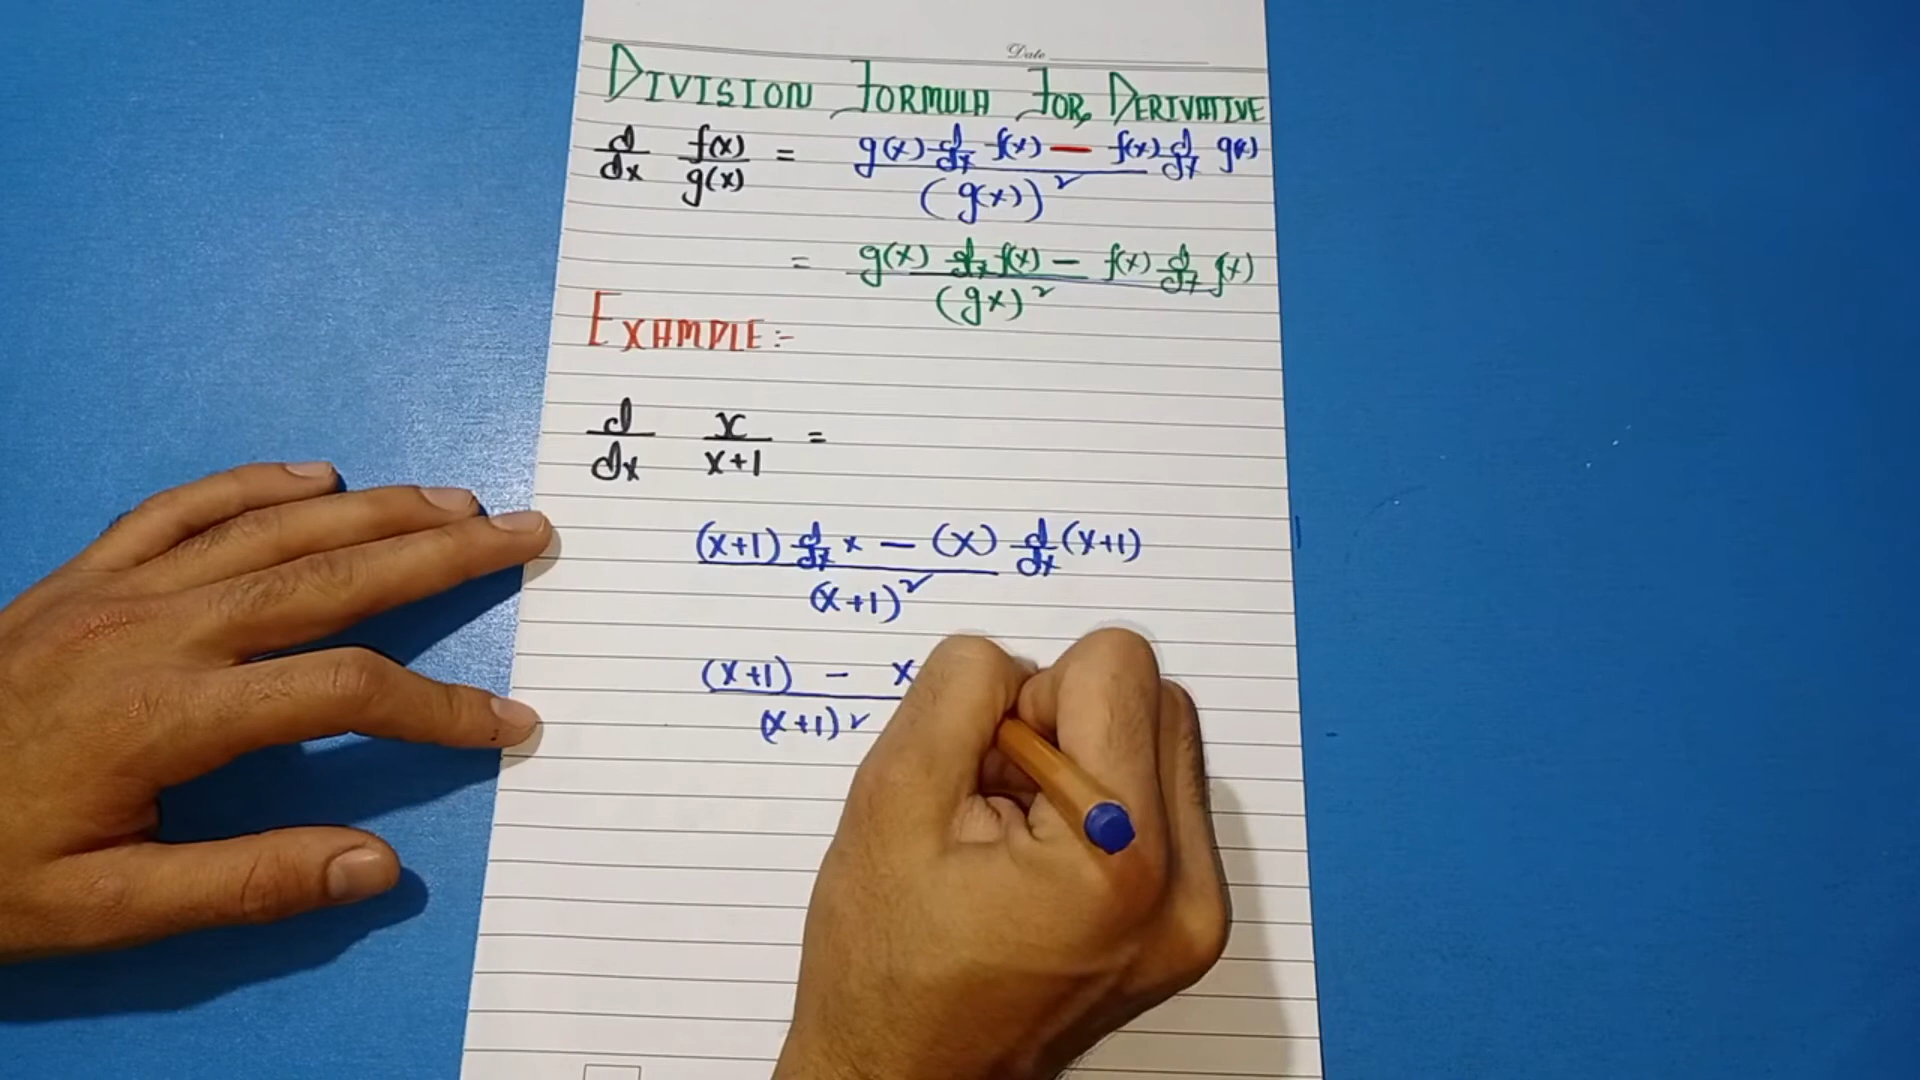 Date
DIVISION FORMULA FOR DERIVATIVE
d/dx f(x)/g(x) = g(x) d/dx f(x) − f(x) d/dx g(x) / (g(x))²
= g(x) d/dx f(x) − f(x) d/dx f(x) / (gx)²
EXAMPLE:-
d/dx x/x+1 =
(x+1) d/dx x − (x) d/dx (x+1) / (x+1)²
(x+1) − x / (x+1)²